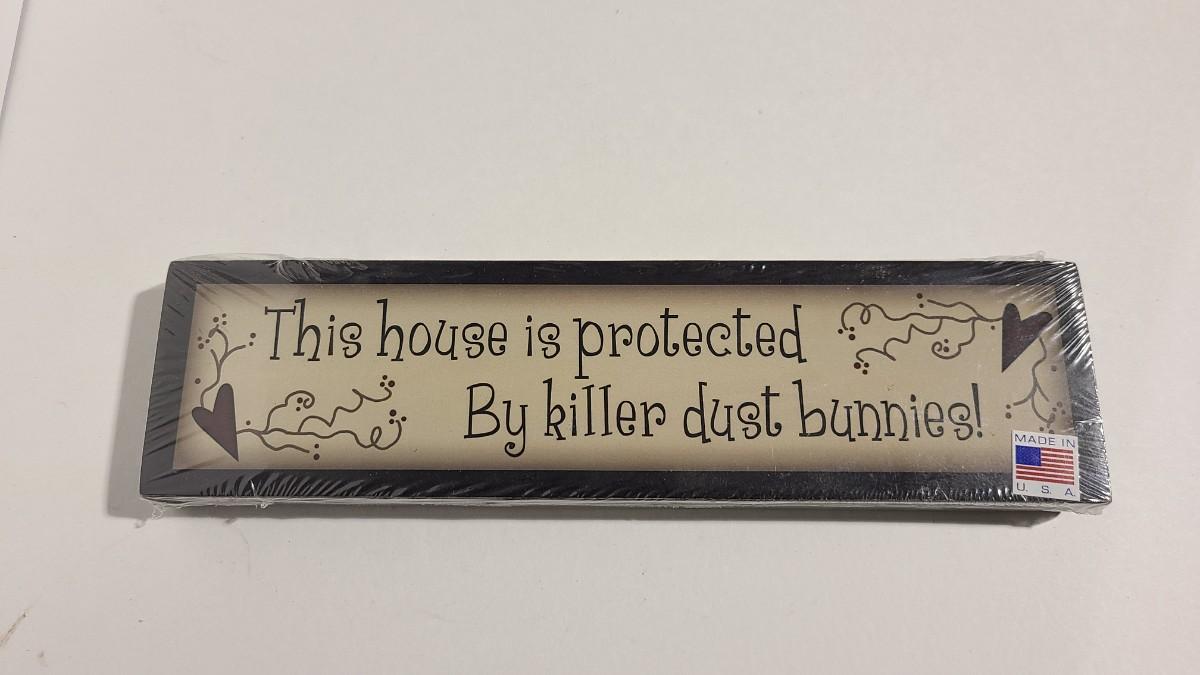 This house is protected
By killer dust bunnies!
MADE IN
U. S. A.